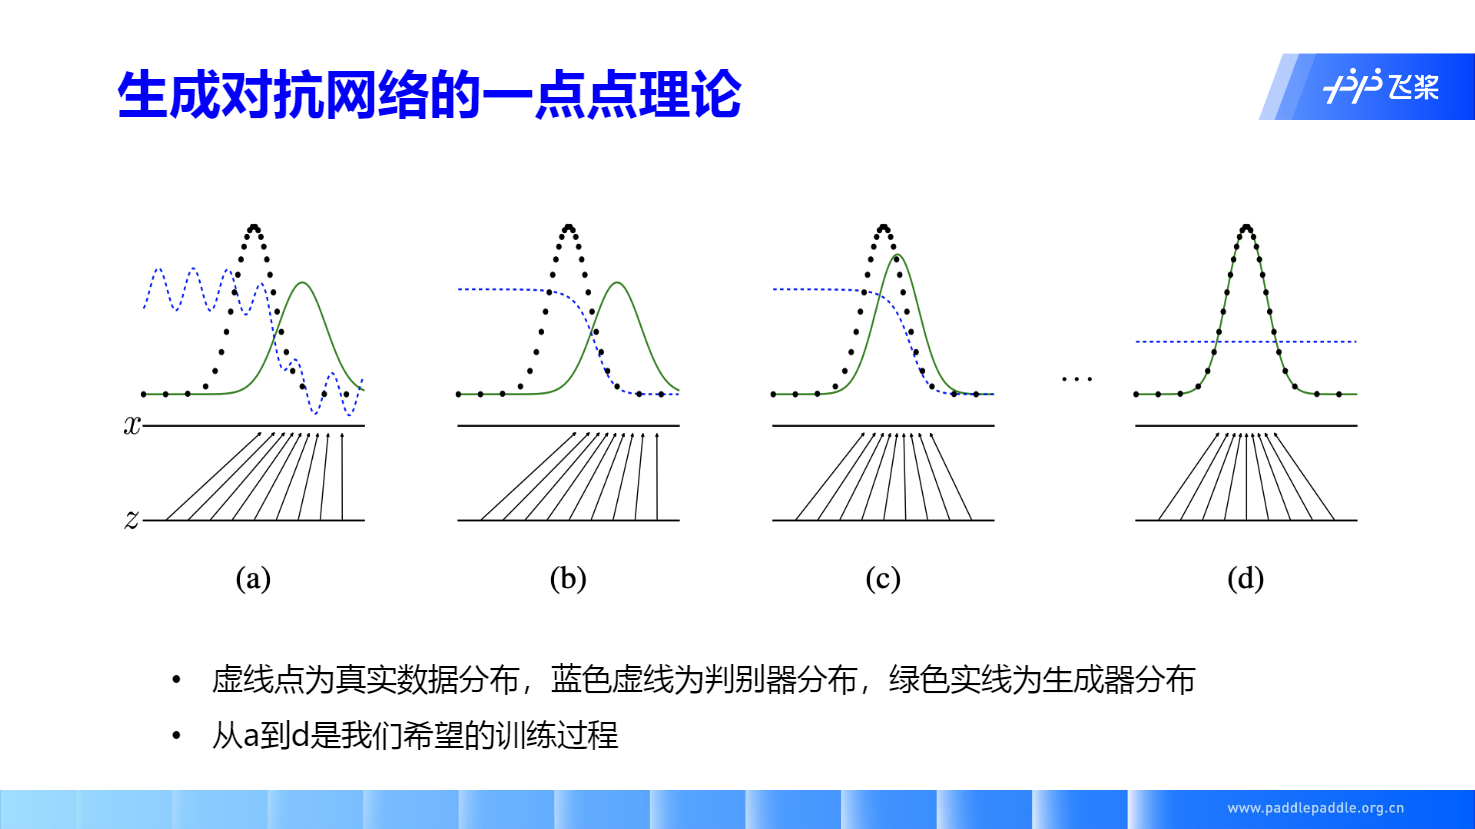 生成对抗网络的一点点理论
飞桨
x
z
...
(a) (b) (c) (d)
• 虚线点为真实数据分布，蓝色虚线为判别器分布，绿色实线为生成器分布
• 从a到d是我们希望的训练过程
www.paddlepaddle.org.cn